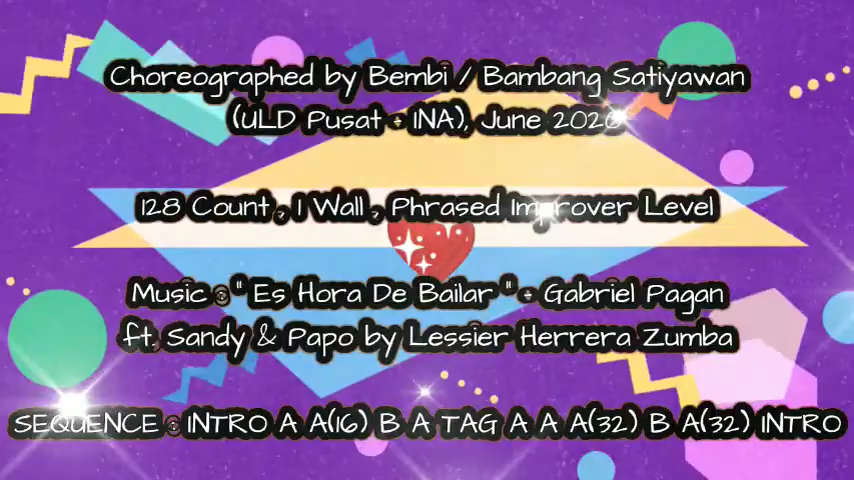 Choreographed by Bembi / Bambang Satiyawan
(ULD Pusat - INA), June 2026
128 Count, 1 Wall, Phrased Improver Level
Music : " Es Hora De Bailar " - Gabriel Pagan
ft. Sandy & Papo by Lessier Herrera Zumba
SEQUENCE : INTRO A A(16) B A TAG A A A(32) B A(32) INTRO